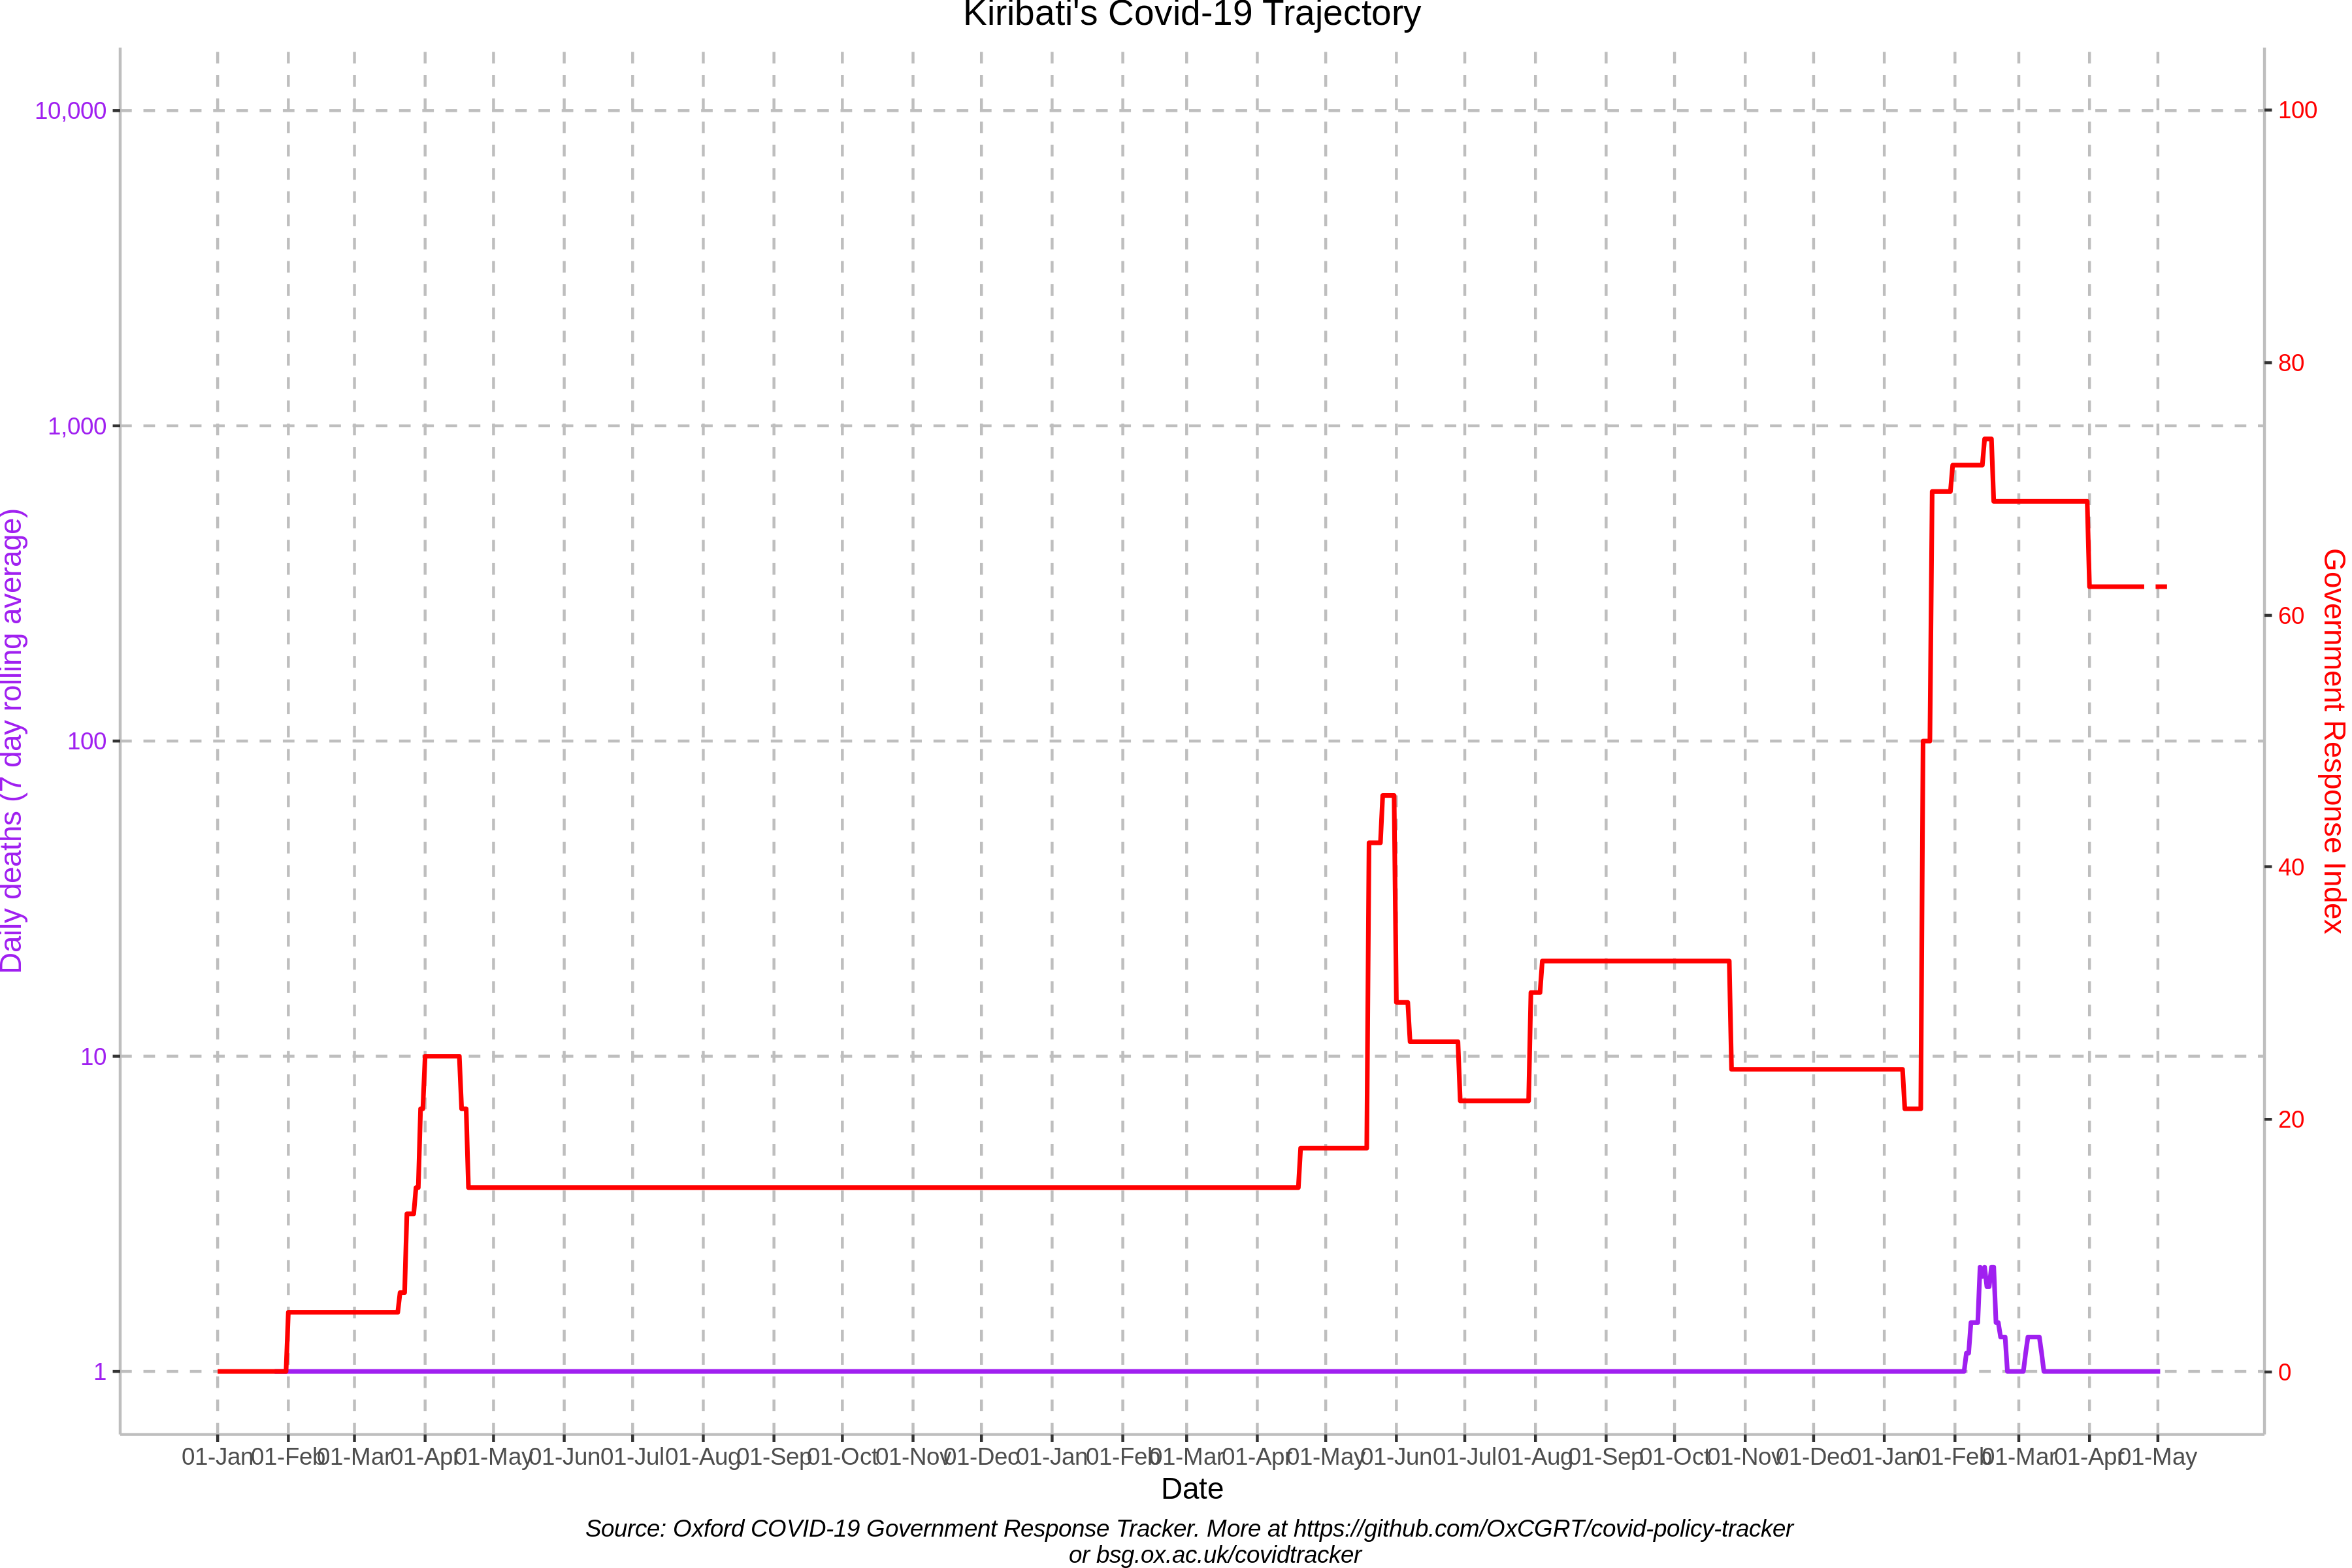 Kiribati's Covid-19 Trajectory
10,000
1,000
100
10
1
Daily deaths (7 day rolling average)
100
80
60
40
20
0
Government Response Index
01-Jan 01-Feb 01-Mar 01-Apr 01-May 01-Jun 01-Jul 01-Aug 01-Sep 01-Oct 01-Nov 01-Dec 01-Jan 01-Feb 01-Mar 01-Apr 01-May 01-Jun 01-Jul 01-Aug 01-Sep 01-Oct 01-Nov 01-Dec 01-Jan 01-Feb 01-Mar 01-Apr 01-May
Date
Source: Oxford COVID-19 Government Response Tracker. More at https://github.com/OxCGRT/covid-policy-tracker
or bsg.ox.ac.uk/covidtracker